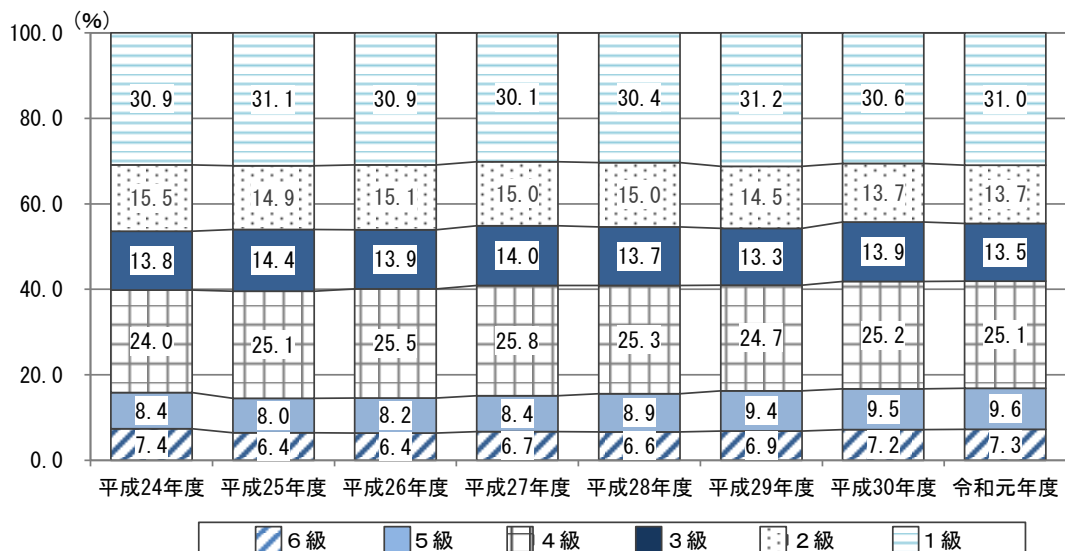 (%)
100.0
80.0
60.0
40.0
20.0
0.0
30.9 31.1 30.9 30.1 30.4 31.2 30.6 31.0
15.5 14.9 15.1 15.0 15.0 14.5 13.7 13.7
13.8 14.4 13.9 14.0 13.7 13.3 13.9 13.5
24.0 25.1 25.5 25.8 25.3 24.7 25.2 25.1
8.4 8.0 8.2 8.4 8.9 9.4 9.5 9.6
7.4 6.4 6.4 6.7 6.6 6.9 7.2 7.3
平成24年度 平成25年度 平成26年度 平成27年度 平成28年度 平成29年度 平成30年度 令和元年度
６級 ５級 ４級 ３級 ２級 １級